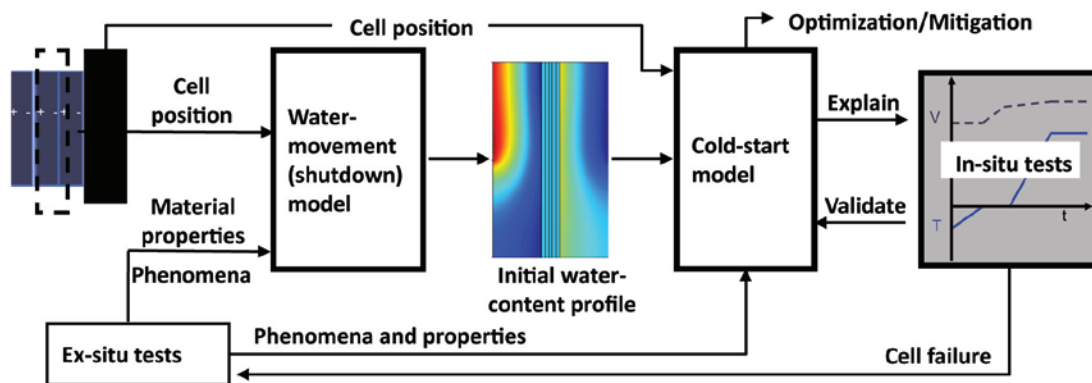 Cell position
Optimization/Mitigation
Cell
position
Water-
movement
(shutdown)
model
Cold-start
model
Explain
V
In-situ tests
Validate
T
t
Material
properties
Phenomena
Initial water-
content profile
Ex-situ tests
Phenomena and properties
Cell failure